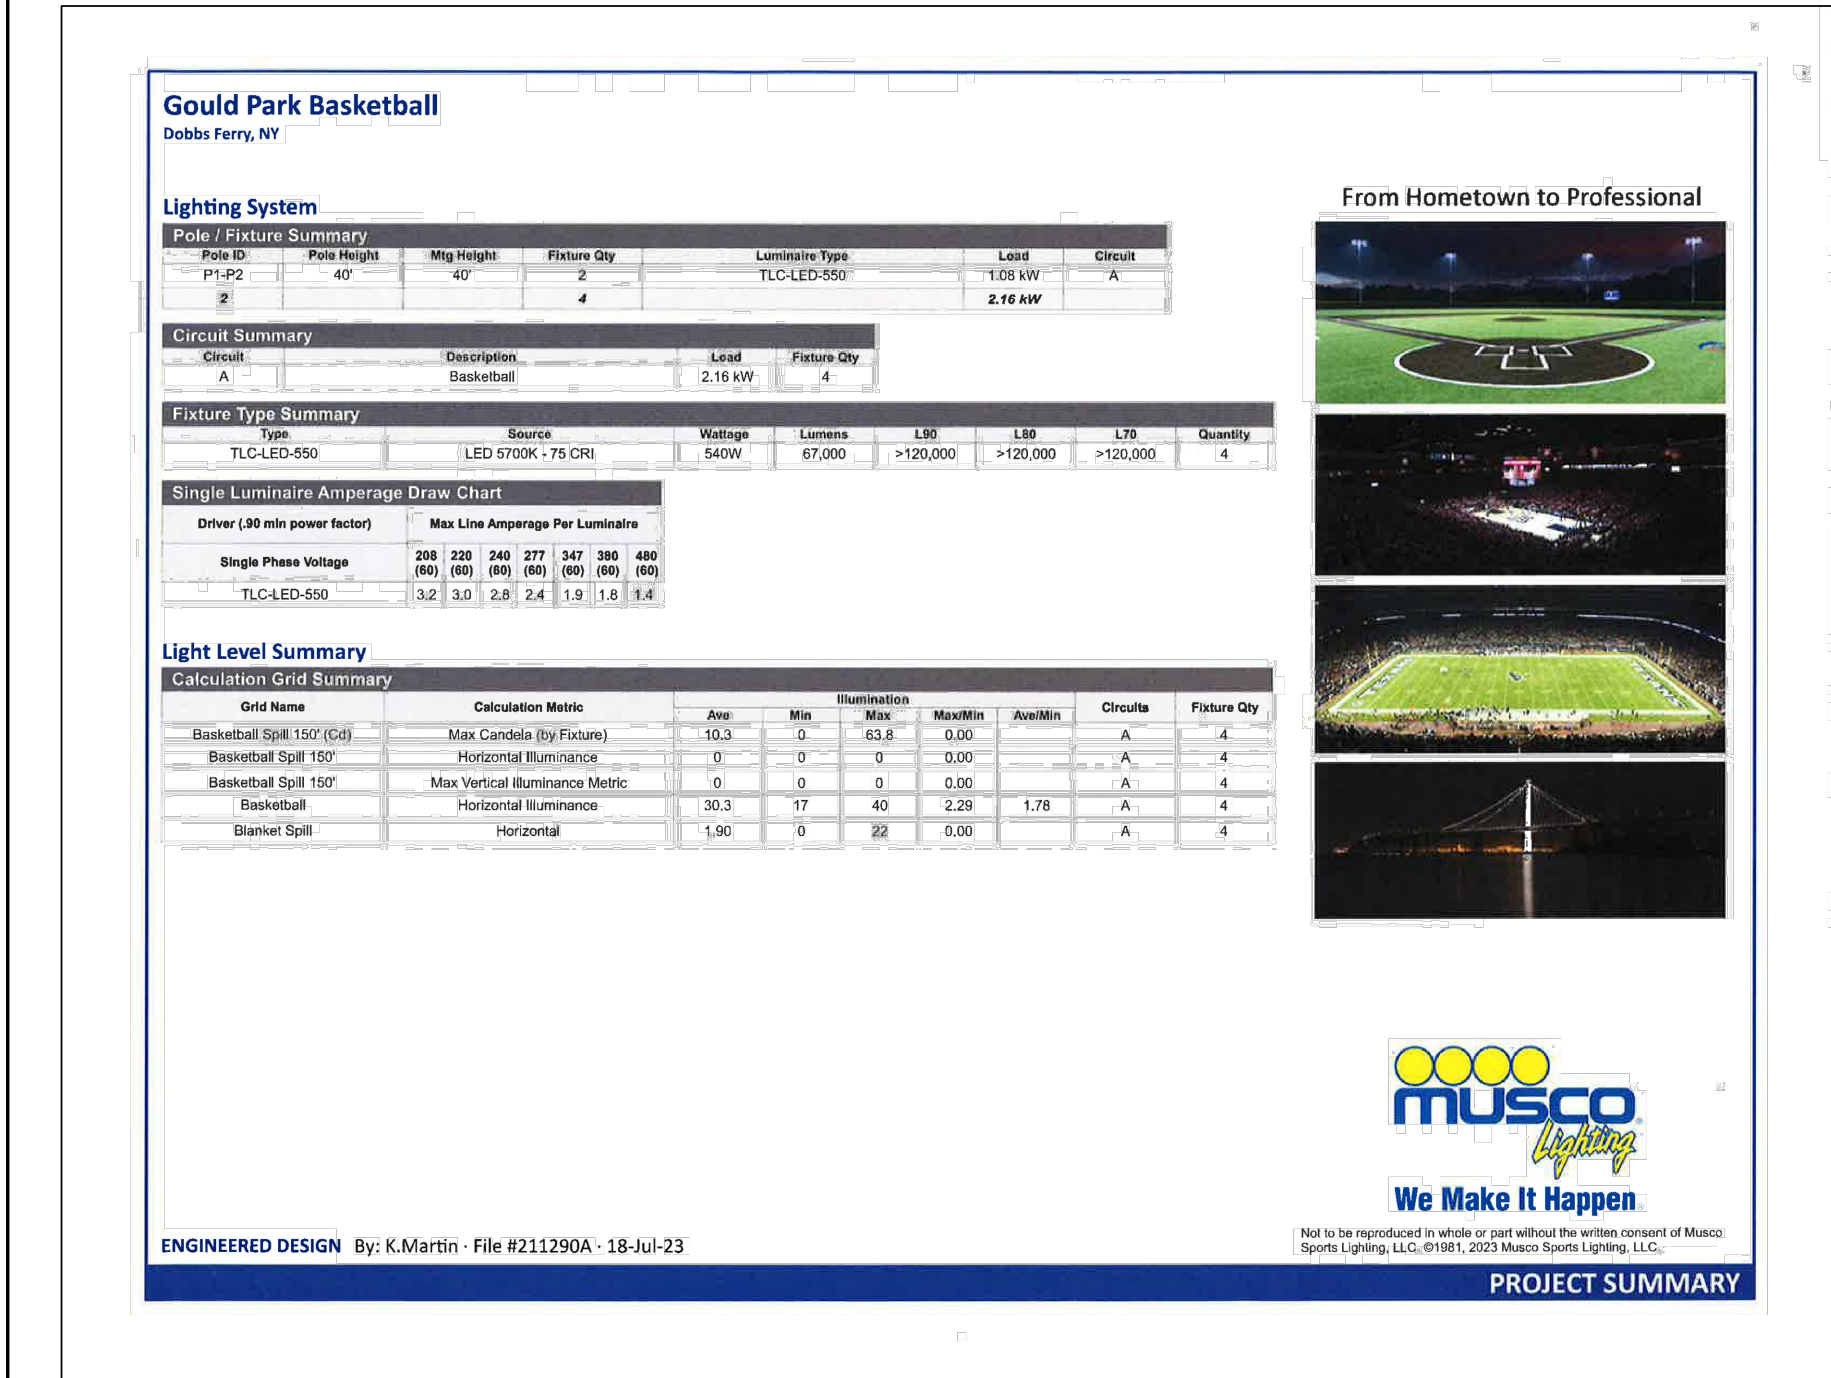 Gould Park Basketball
Dobbs Ferry, NY
Lighting System
Pole / Fixture Summary
Pole ID Pole Height Mtg Height Fixture Qty Luminaire Type Load Circuit
P1-P2 40' 40' 2 TLC-LED-550 1.08 kW A
2 4 2.16 kW
Circuit Summary
Circuit Description Load Fixture Qty
A Basketball 2.16 kW 4
Fixture Type Summary
Type Source Wattage Lumens L90 L80 L70 Quantity
TLC-LED-550 LED 5700K - 75 CRI 540W 67,000 >120,000 >120,000 >120,000 4
Single Luminaire Amperage Draw Chart
Driver (.90 min power factor) Max Line Amperage Per Luminaire
Single Phase Voltage 208 (60) 220 (60) 240 (60) 277 (60) 347 (60) 380 (60) 480 (60)
TLC-LED-550 3.2 3.0 2.8 2.4 1.9 1.8 1.4
Light Level Summary
Calculation Grid Summary
Grid Name Calculation Metric Illumination Circuits Fixture Qty
Ave Min Max Max/Min Ave/Min
Basketball Spill 150' (Cd) Max Candela (by Fixture) 10.3 0 63.8 0.00 A 4
Basketball Spill 150' Horizontal Illuminance 0 0 0 0.00 A 4
Basketball Spill 150' Max Vertical Illuminance Metric 0 0 0 0.00 A 4
Basketball Horizontal Illuminance 30.3 17 40 2.29 1.78 A 4
Blanket Spill Horizontal 1.90 0 22 0.00 A 4
From Hometown to Professional
TEXANS
TEXANS
musco
Lighting
We Make It Happen®
Not to be reproduced in whole or part without the written consent of Musco
Sports Lighting, LLC. ©1981, 2023 Musco Sports Lighting, LLC.
ENGINEERED DESIGN By: K.Martin · File #211290A · 18-Jul-23
PROJECT SUMMARY